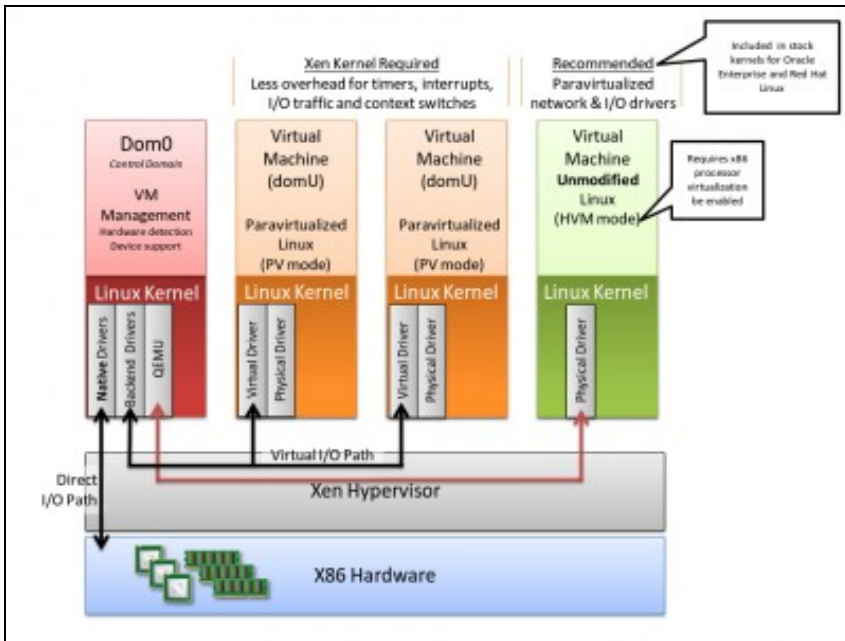 Xen Kernel Required
Less overhead for timers, interrupts,
I/O traffic and context switches
Recommended
Paravirtualized
network & I/O drivers
Included in stock
kernels for Oracle
Enterprise and Red Hat
Linux
Dom0
Control Domain
VM
Management
Hardware detection
Device support
Virtual
Machine
(domU)
Paravirtualized
Linux
(PV mode)
Virtual
Machine
(domU)
Paravirtualized
Linux
(PV mode)
Virtual
Machine
Unmodified
Linux
(HVM mode)
Requires x86
processor
virtualization
be enabled
Linux Kernel
Linux Kernel
Linux Kernel
Linux Kernel
Native Drivers
Backend Drivers
QEMU
Virtual Driver
Physical Driver
Virtual Driver
Physical Driver
Physical Driver
Virtual I/O Path
Direct
I/O Path
Xen Hypervisor
X86 Hardware